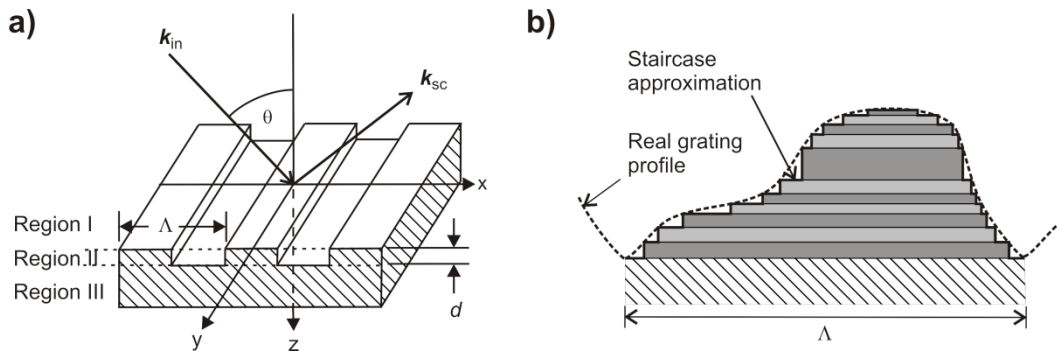 a)
k_in
θ
k_sc
x
Region I
Λ
Region II
Region III
d
y
z
b)
Staircase
approximation
Real grating
profile
Λ